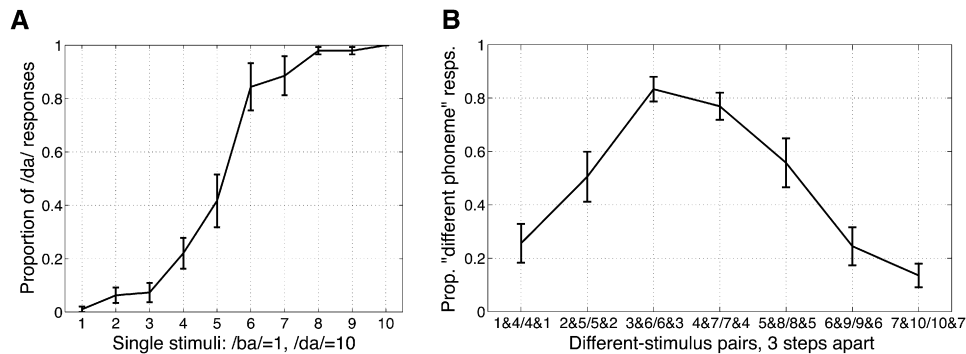 A
Proportion of /da/ responses
1
0.8
0.6
0.4
0.2
0
1 2 3 4 5 6 7 8 9 10
Single stimuli: /ba/=1, /da/=10
B
Prop. "different phoneme" resps.
1
0.8
0.6
0.4
0.2
0
1&4/4&1 2&5/5&2 3&6/6&3 4&7/7&4 5&8/8&5 6&9/9&6 7&10/10&7
Different-stimulus pairs, 3 steps apart